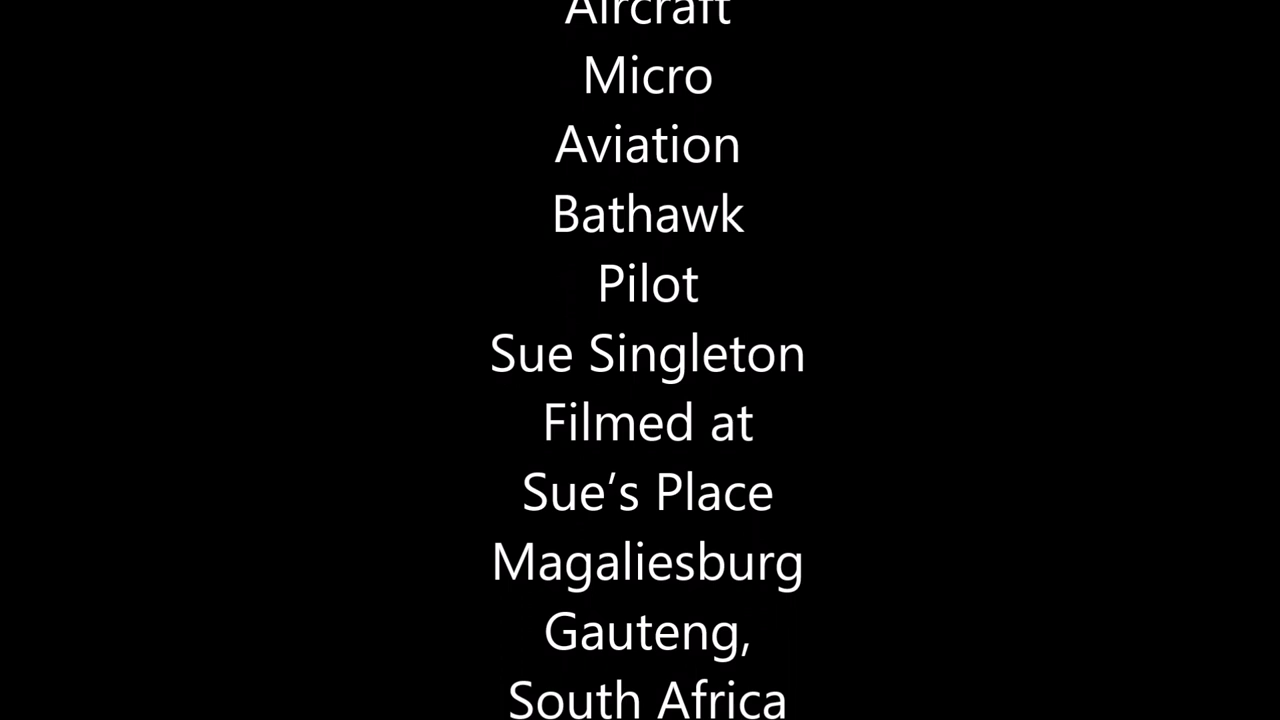 Aircraft
Micro
Aviation
Bathawk
Pilot
Sue Singleton
Filmed at
Sue’s Place
Magaliesburg
Gauteng,
South Africa